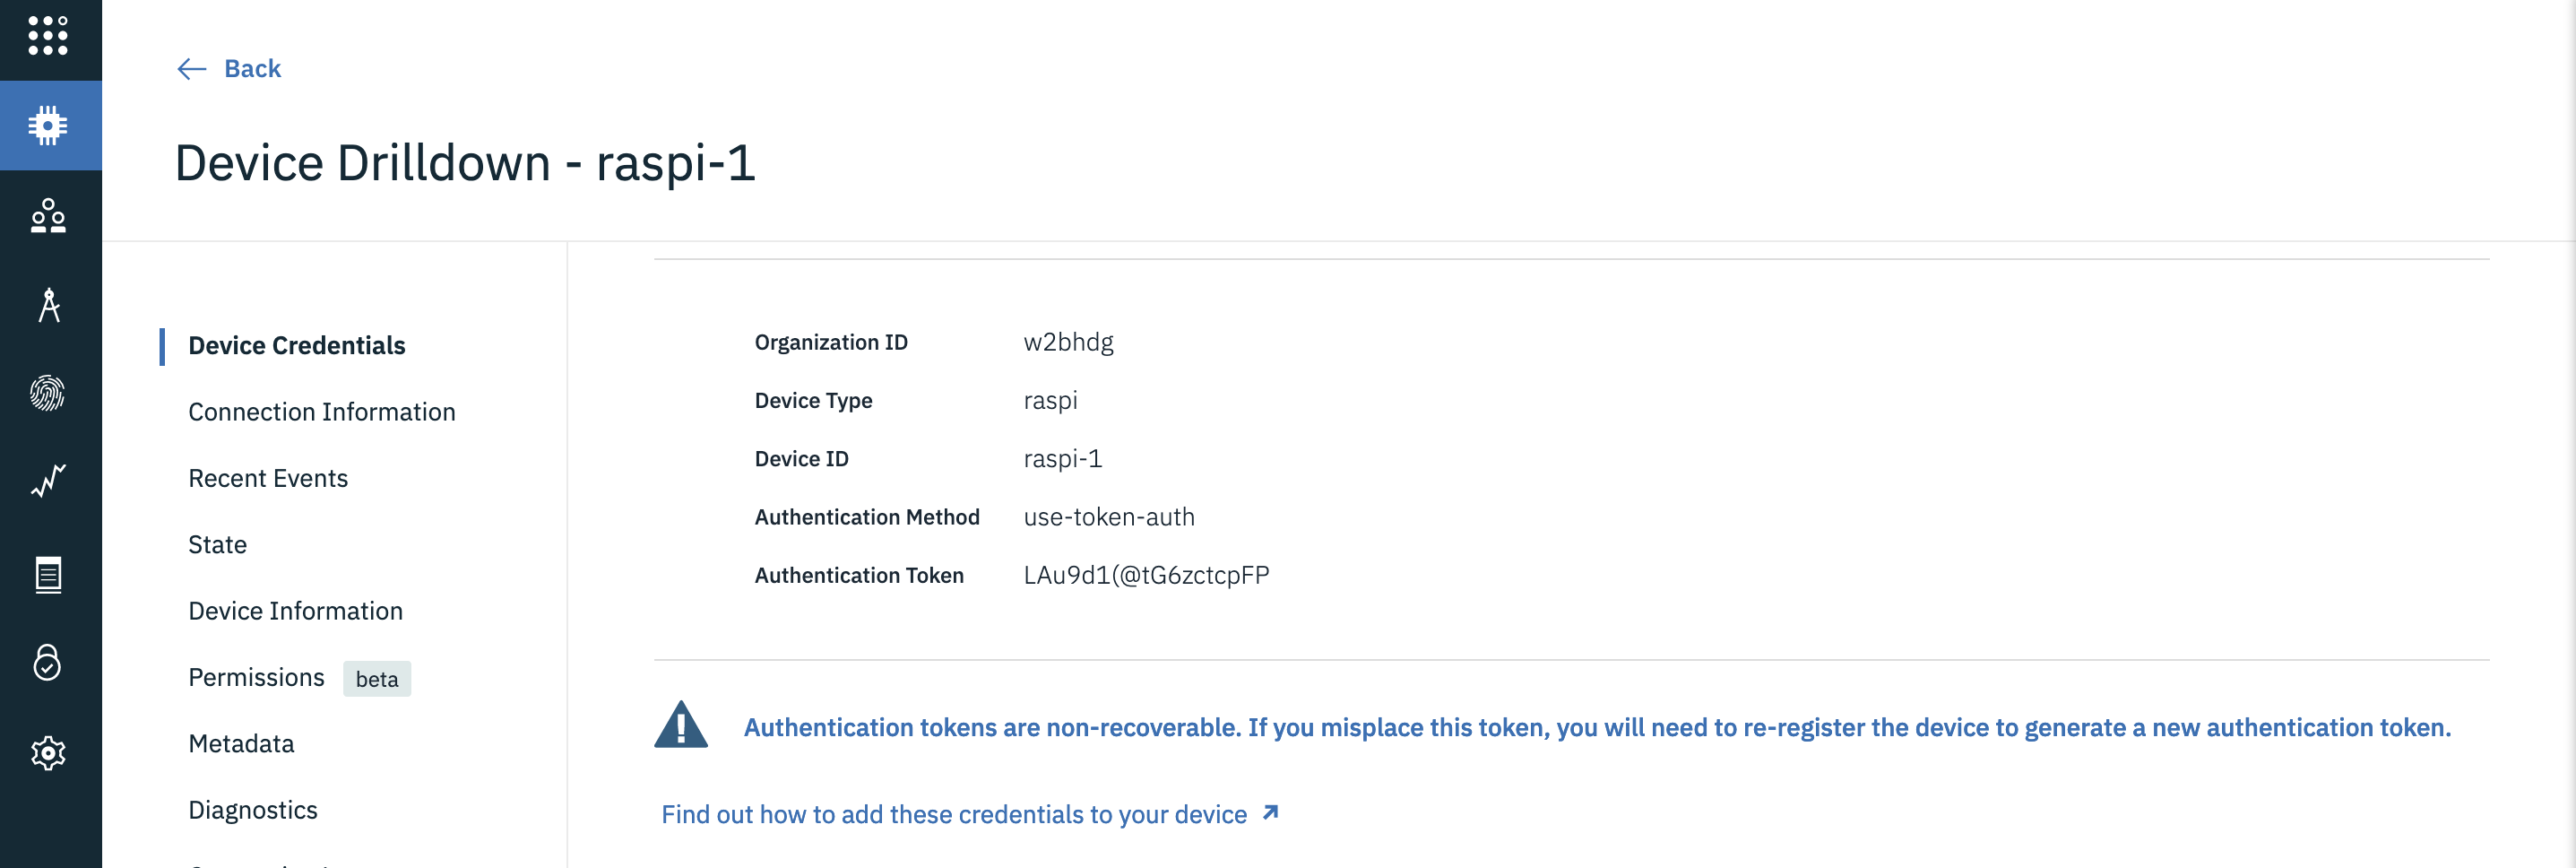 Back
Device Drilldown - raspi-1
Device Credentials
Connection Information
Recent Events
State
Device Information
Permissions beta
Metadata
Diagnostics
Organization ID w2bhdg
Device Type raspi
Device ID raspi-1
Authentication Method use-token-auth
Authentication Token LAu9d1(@tG6zctcpFP
Authentication tokens are non-recoverable. If you misplace this token, you will need to re-register the device to generate a new authentication token.
Find out how to add these credentials to your device